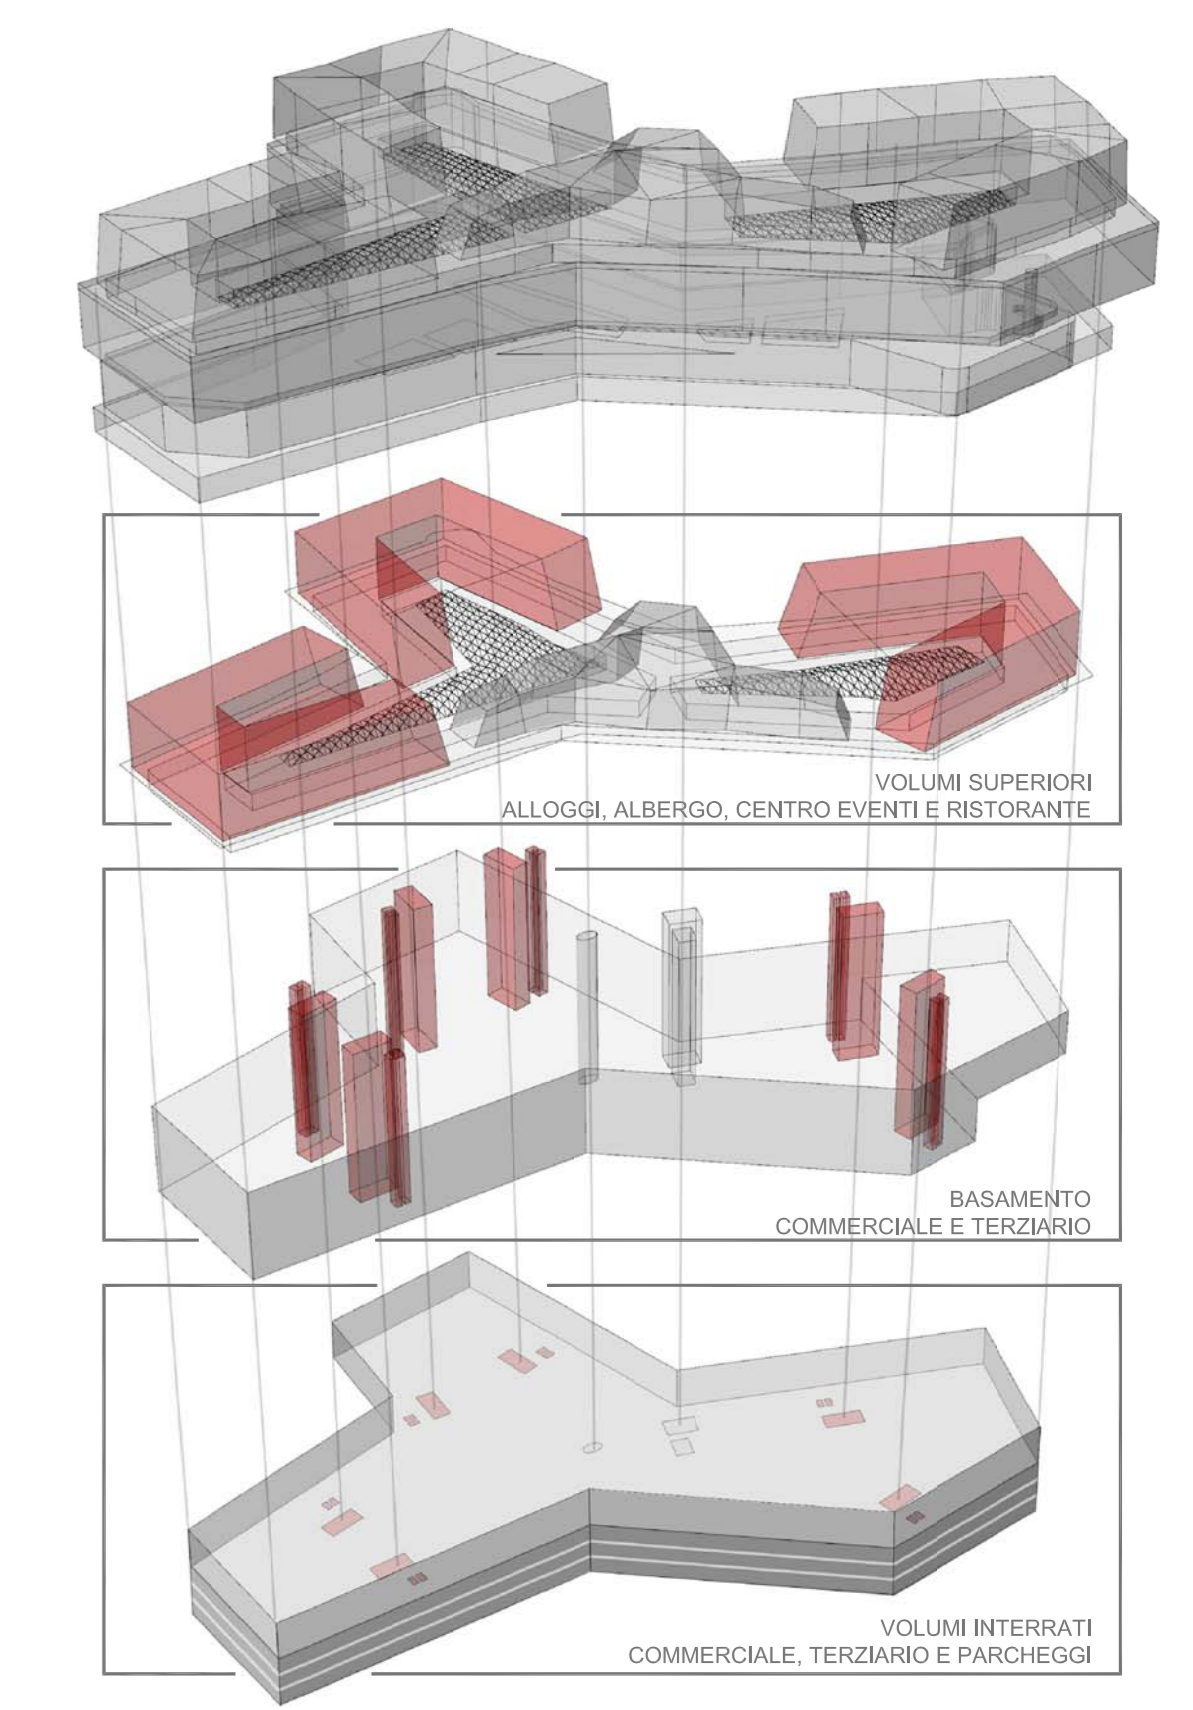 VOLUMI SUPERIORI
ALLOGGI, ALBERGO, CENTRO EVENTI E RISTORANTE
BASAMENTO
COMMERCIALE E TERZIARIO
VOLUMI INTERRATI
COMMERCIALE, TERZIARIO E PARCHEGGI